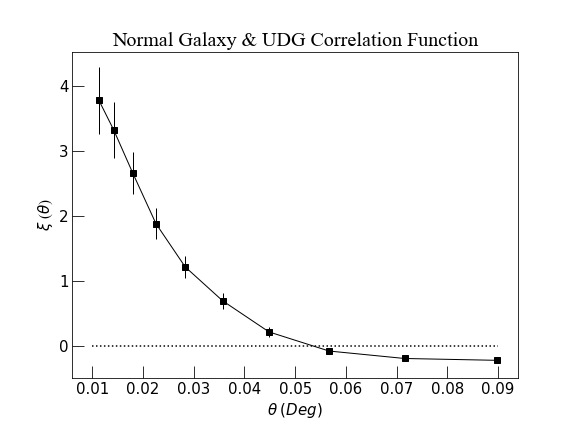 Normal Galaxy & UDG Correlation Function
4
3
2
1
0
ξ (θ)
0.01 0.02 0.03 0.04 0.05 0.06 0.07 0.08 0.09
θ (Deg)